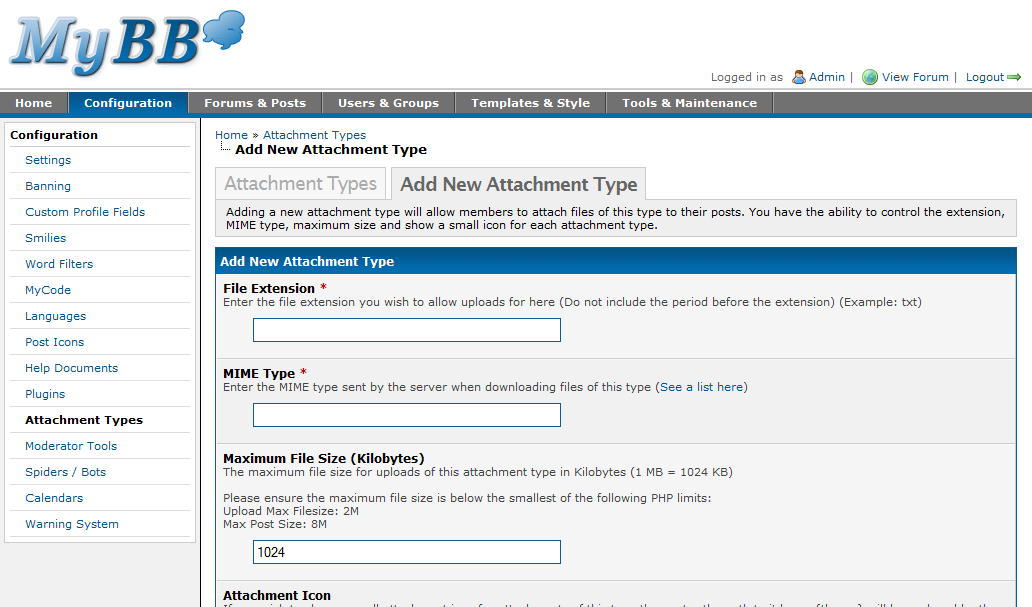 MyBB
Logged in as Admin | View Forum | Logout
Home Configuration Forums & Posts Users & Groups Templates & Style Tools & Maintenance
Configuration
Settings
Banning
Custom Profile Fields
Smilies
Word Filters
MyCode
Languages
Post Icons
Help Documents
Plugins
Attachment Types
Moderator Tools
Spiders / Bots
Calendars
Warning System
Home » Attachment Types
Add New Attachment Type
Attachment Types Add New Attachment Type
Adding a new attachment type will allow members to attach files of this type to their posts. You have the ability to control the extension,
MIME type, maximum size and show a small icon for each attachment type.
Add New Attachment Type
File Extension *
Enter the file extension you wish to allow uploads for here (Do not include the period before the extension) (Example: txt)
MIME Type *
Enter the MIME type sent by the server when downloading files of this type (See a list here)
Maximum File Size (Kilobytes)
The maximum file size for uploads of this attachment type in Kilobytes (1 MB = 1024 KB)
Please ensure the maximum file size is below the smallest of the following PHP limits:
Upload Max Filesize: 2M
Max Post Size: 8M
1024
Attachment Icon